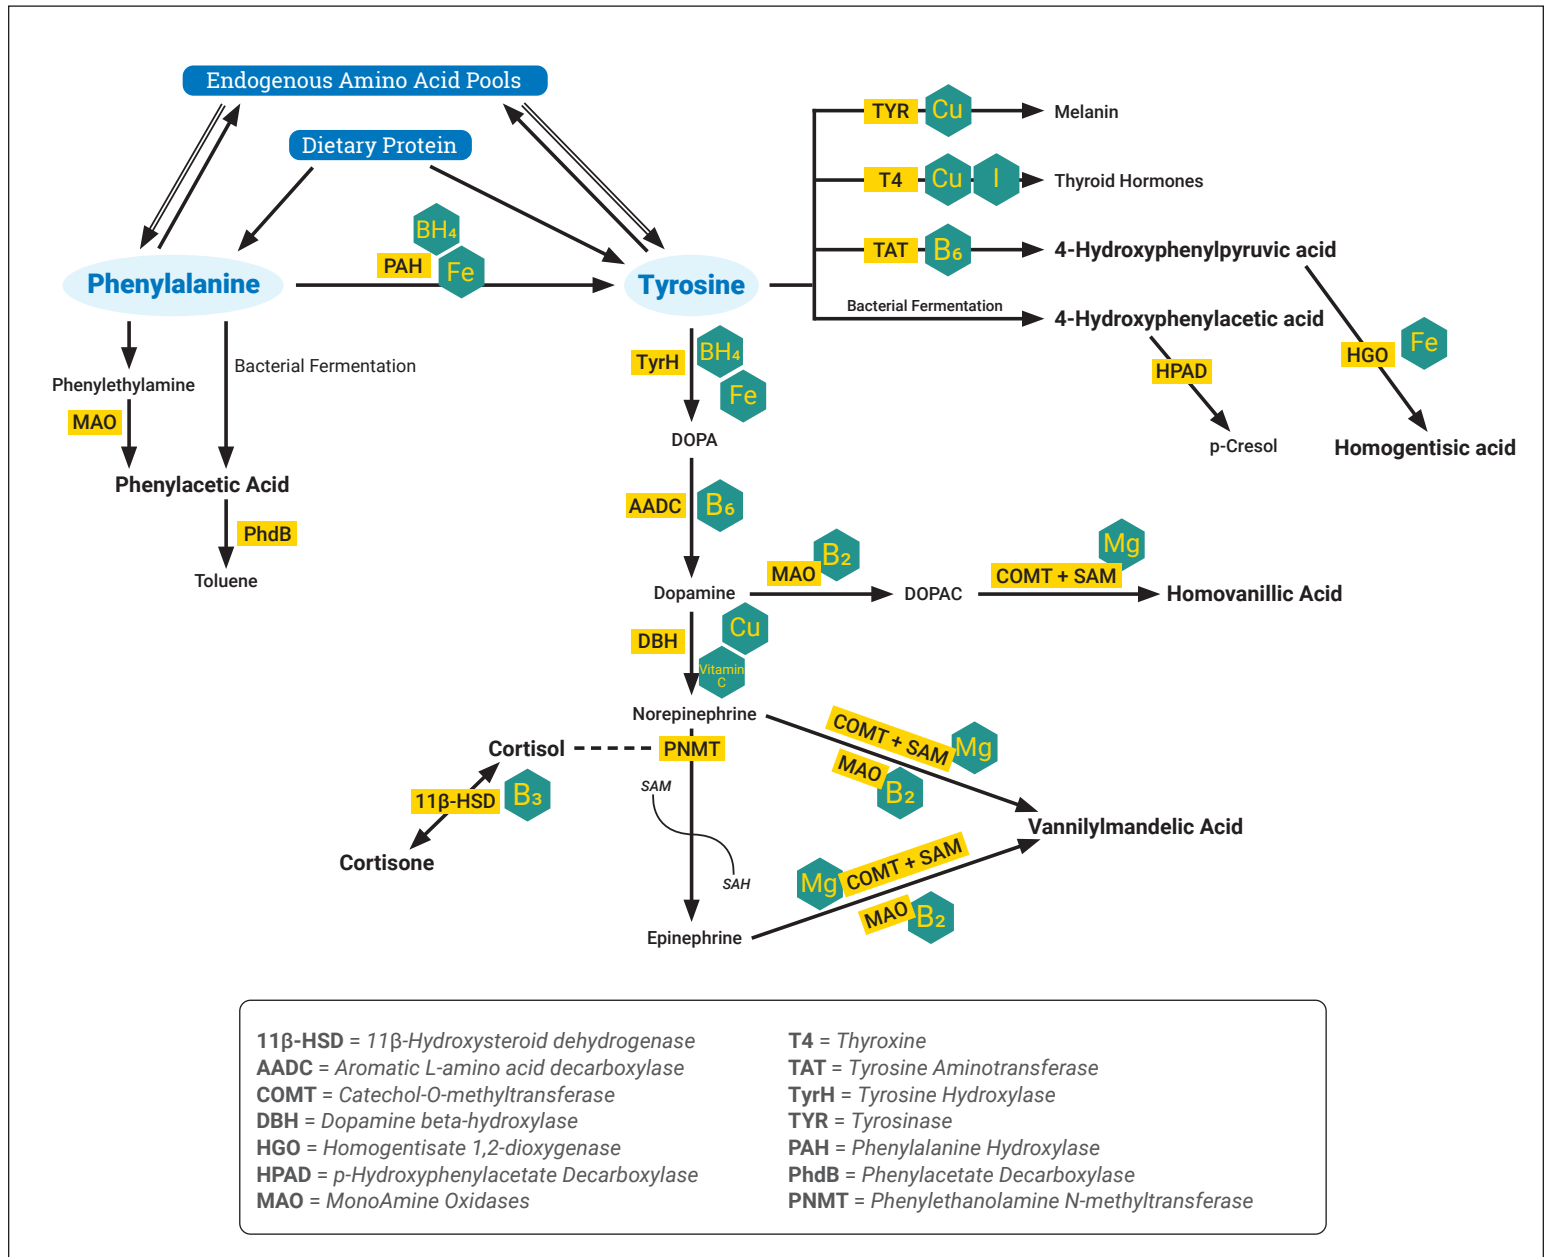 Endogenous Amino Acid Pools
Dietary Protein
TYR Cu Melanin
T4 Cu I Thyroid Hormones
TAT B₆ 4-Hydroxyphenylpyruvic acid
Bacterial Fermentation
4-Hydroxyphenylacetic acid
BH₄
PAH Fe
Phenylalanine
Tyrosine
HGO Fe
HPAD
p-Cresol
Homogentisic acid
Phenylethylamine
Bacterial Fermentation
MAO
Phenylacetic Acid
PhdB
Toluene
TyrH BH₄
Fe
DOPA
AADC B₆
Dopamine
MAO B₂
DOPAC
COMT + SAM Mg
Homovanillic Acid
DBH Cu
Vitamin
C
Norepinephrine
Cortisol
PNMT
11β-HSD B₃
Cortisone
SAM
SAH
Epinephrine
COMT + SAM Mg
MAO B₂
Vannilylmandelic Acid
Mg COMT + SAM
MAO B₂
11β-HSD = 11β-Hydroxysteroid dehydrogenase
AADC = Aromatic L-amino acid decarboxylase
COMT = Catechol-O-methyltransferase
DBH = Dopamine beta-hydroxylase
HGO = Homogentisate 1,2-dioxygenase
HPAD = p-Hydroxyphenylacetate Decarboxylase
MAO = MonoAmine Oxidases
T4 = Thyroxine
TAT = Tyrosine Aminotransferase
TyrH = Tyrosine Hydroxylase
TYR = Tyrosinase
PAH = Phenylalanine Hydroxylase
PhdB = Phenylacetate Decarboxylase
PNMT = Phenylethanolamine N-methyltransferase